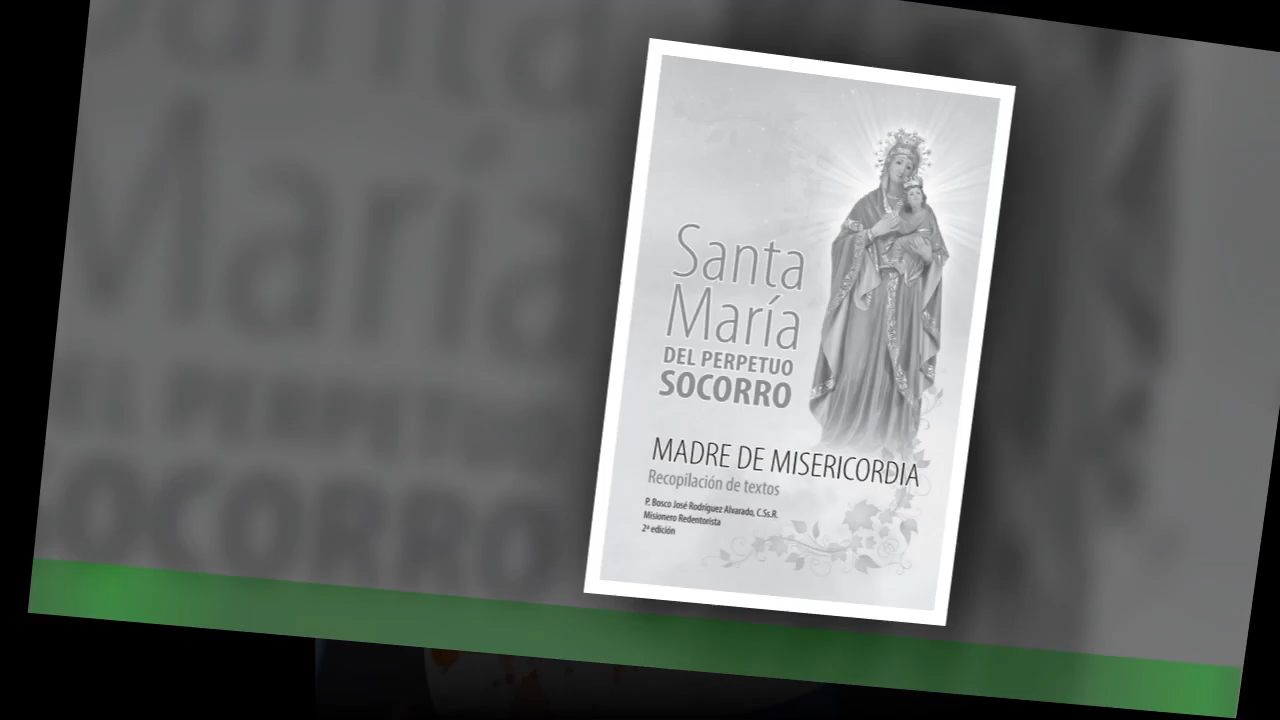 Santa
María
DEL PERPETUO
SOCORRO
MADRE DE MISERICORDIA
Recopilación de textos
P. Bosco José Rodríguez Alvarado, C.Ss.R.
Misionero Redentorista
2ª edición